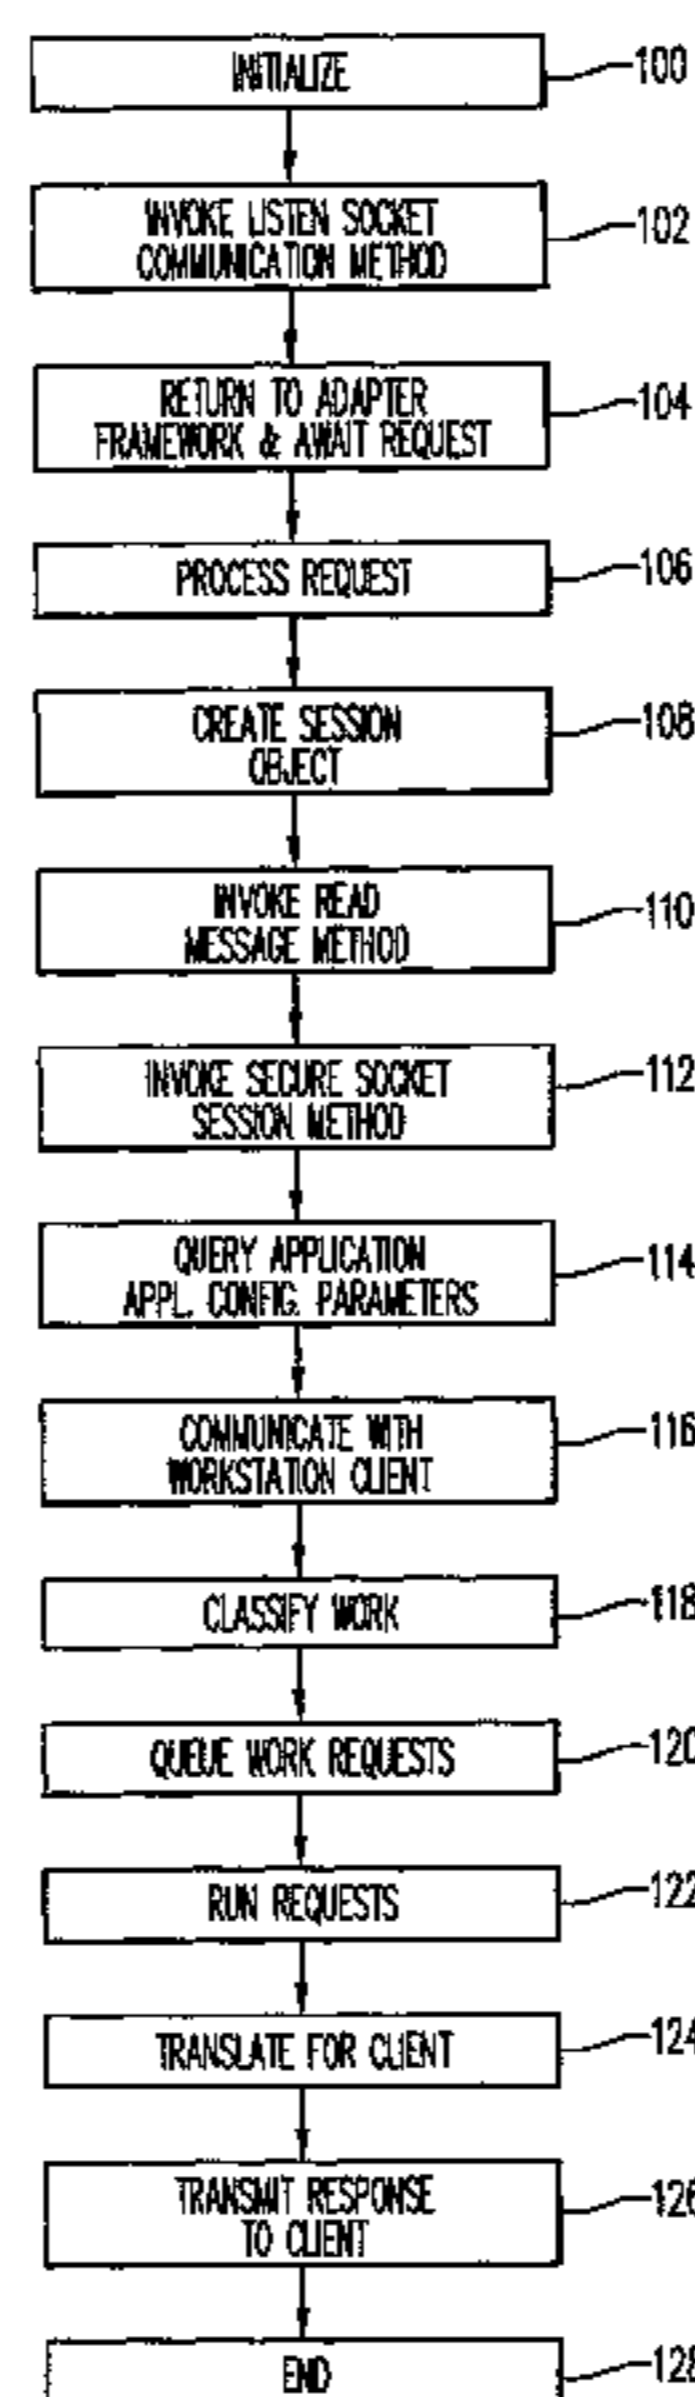 INITIALIZE
100
INVOKE LISTEN SOCKET
COMMUNICATION METHOD
102
RETURN TO ADAPTER
FRAMEWORK & AWAIT REQUEST
104
PROCESS REQUEST
106
CREATE SESSION
OBJECT
108
INVOKE READ
MESSAGE METHOD
110
INVOKE SECURE SOCKET
SESSION METHOD
112
QUERY APPLICATION
APPL. CONFIG. PARAMETERS
114
COMMUNICATE WITH
WORKSTATION CLIENT
116
CLASSIFY WORK
118
QUEUE WORK REQUESTS
120
RUN REQUESTS
122
TRANSLATE FOR CLIENT
124
TRANSMIT RESPONSE
TO CLIENT
126
END
128